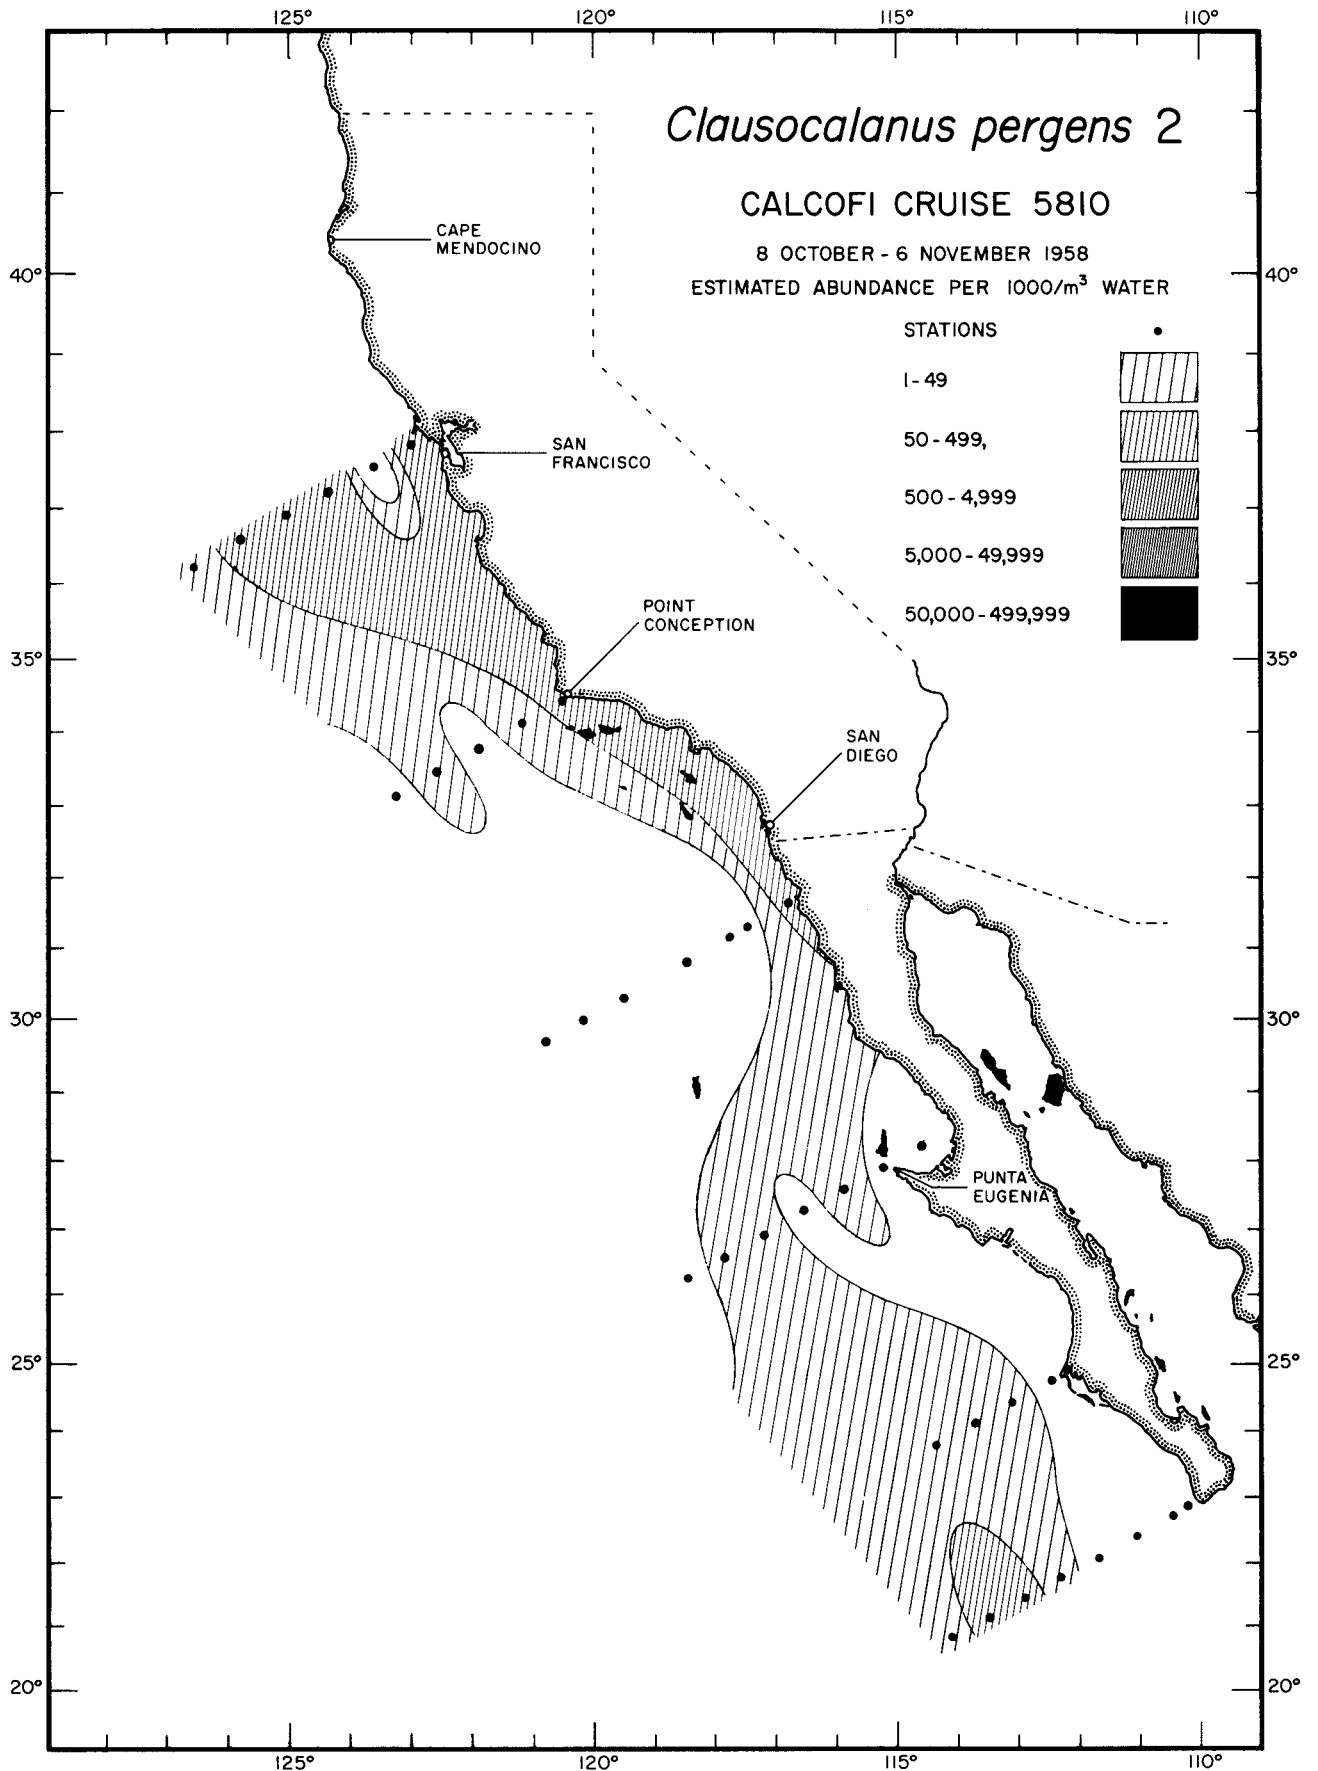 125°
120°
115°
110°
Clausocalanus pergens 2
CALCOFI CRUISE 5810
8 OCTOBER - 6 NOVEMBER 1958
ESTIMATED ABUNDANCE PER 1000/m³ WATER
STATIONS
1-49
50-499,
500-4,999
5,000-49,999
50,000-499,999
CAPE
MENDOCINO
40°
40°
SAN
FRANCISCO
POINT
CONCEPTION
35°
35°
SAN
DIEGO
30°
30°
PUNTA
EUGENIA
25°
25°
20°
20°
125°
120°
115°
110°